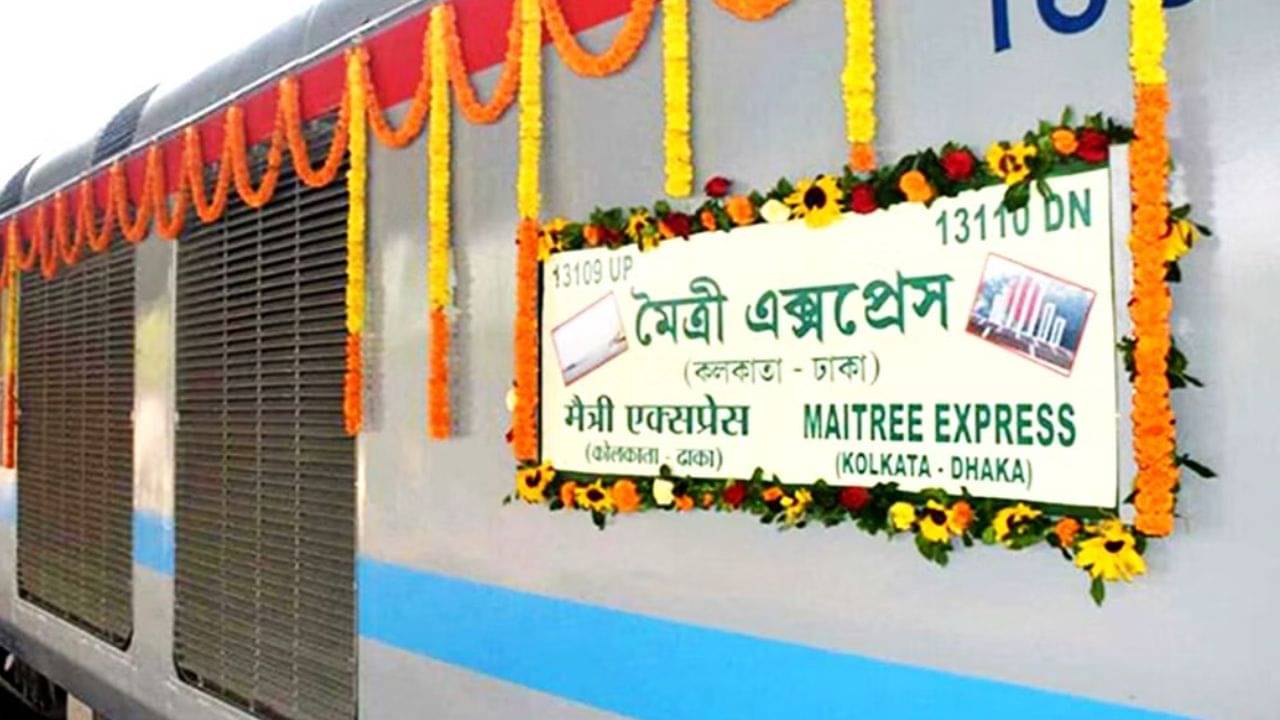 13109 UP
13110 DN
মৈত্রী এক্সপ্রেস
(কলকাতা - ঢাকা)
मैत्री एक्सप्रेस
(कोलकाता - ढाका)
MAITREE EXPRESS
(KOLKATA - DHAKA)